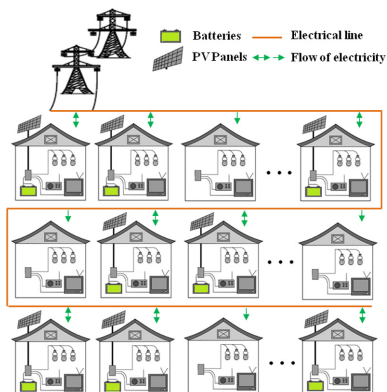 Batteries
Electrical line
PV Panels
Flow of electricity